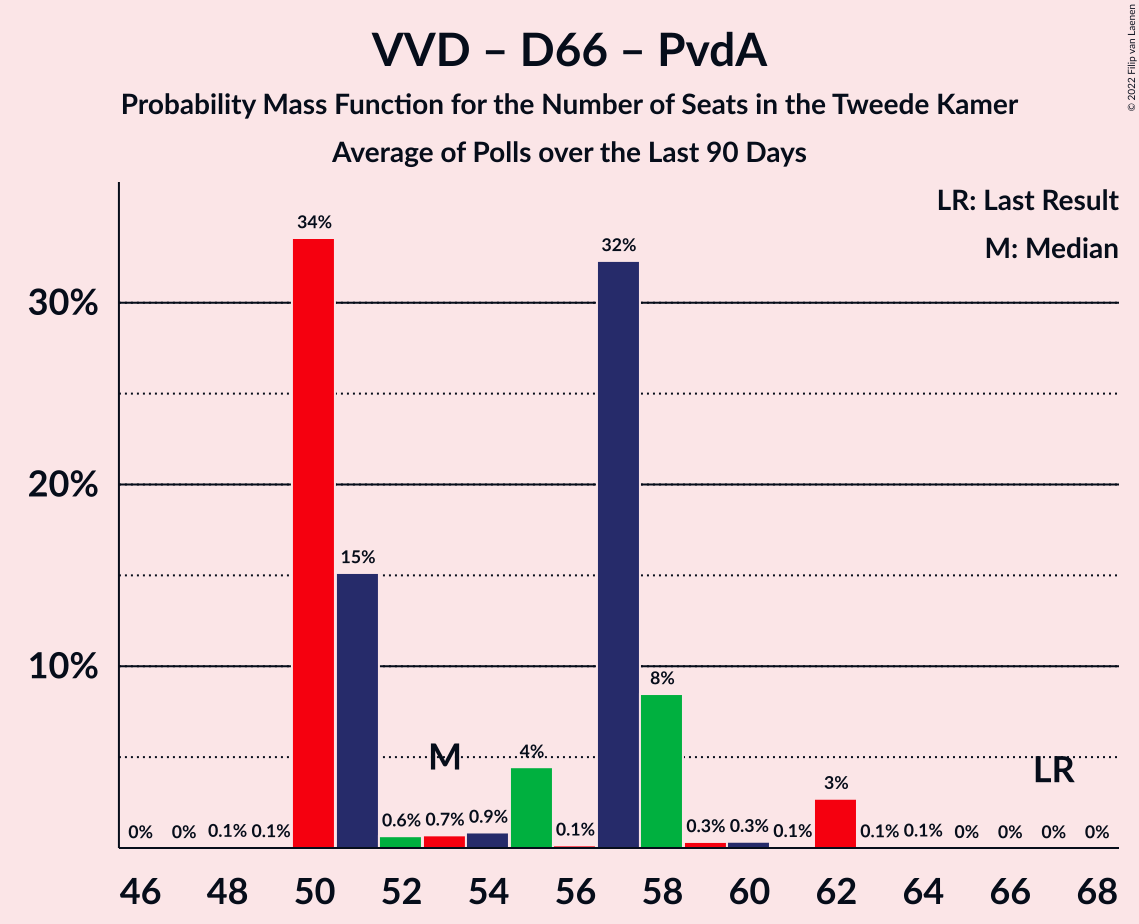 VVD – D66 – PvdA
Probability Mass Function for the Number of Seats in the Tweede Kamer
Average of Polls over the Last 90 Days
© 2022 Filip van Laenen
LR: Last Result
M: Median
34%
32%
30%
20%
15%
10%
8%
M
4%
LR
3%
0% 0% 0.1% 0.1% 0.6% 0.7% 0.9% 0.1% 0.3% 0.3% 0.1% 0.1% 0.1% 0% 0% 0% 0%
46 48 50 52 54 56 58 60 62 64 66 68